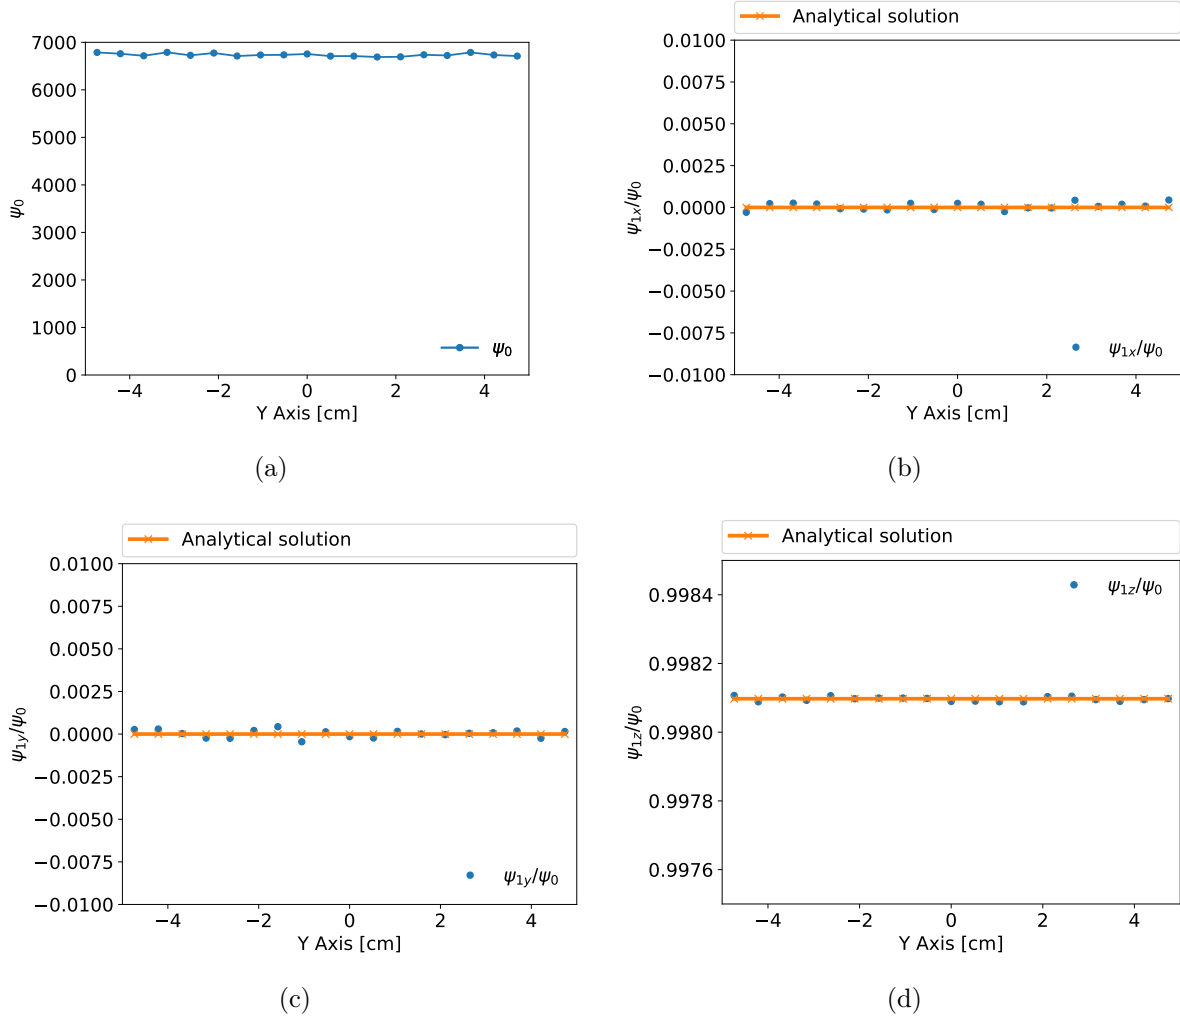 7000
6000
5000
4000
3000
2000
1000
0
ψ0
ψ0
−4 −2 0 2 4
Y Axis [cm]
(a)
Analytical solution
0.0100
0.0075
0.0050
0.0025
0.0000
−0.0025
−0.0050
−0.0075
−0.0100
ψ1x/ψ0
ψ1x/ψ0
−4 −2 0 2 4
Y Axis [cm]
(b)
Analytical solution
0.0100
0.0075
0.0050
0.0025
0.0000
−0.0025
−0.0050
−0.0075
−0.0100
ψ1y/ψ0
ψ1y/ψ0
−4 −2 0 2 4
Y Axis [cm]
(c)
Analytical solution
ψ1z/ψ0
0.9984
0.9982
0.9980
0.9978
0.9976
ψ1z/ψ0
−4 −2 0 2 4
Y Axis [cm]
(d)